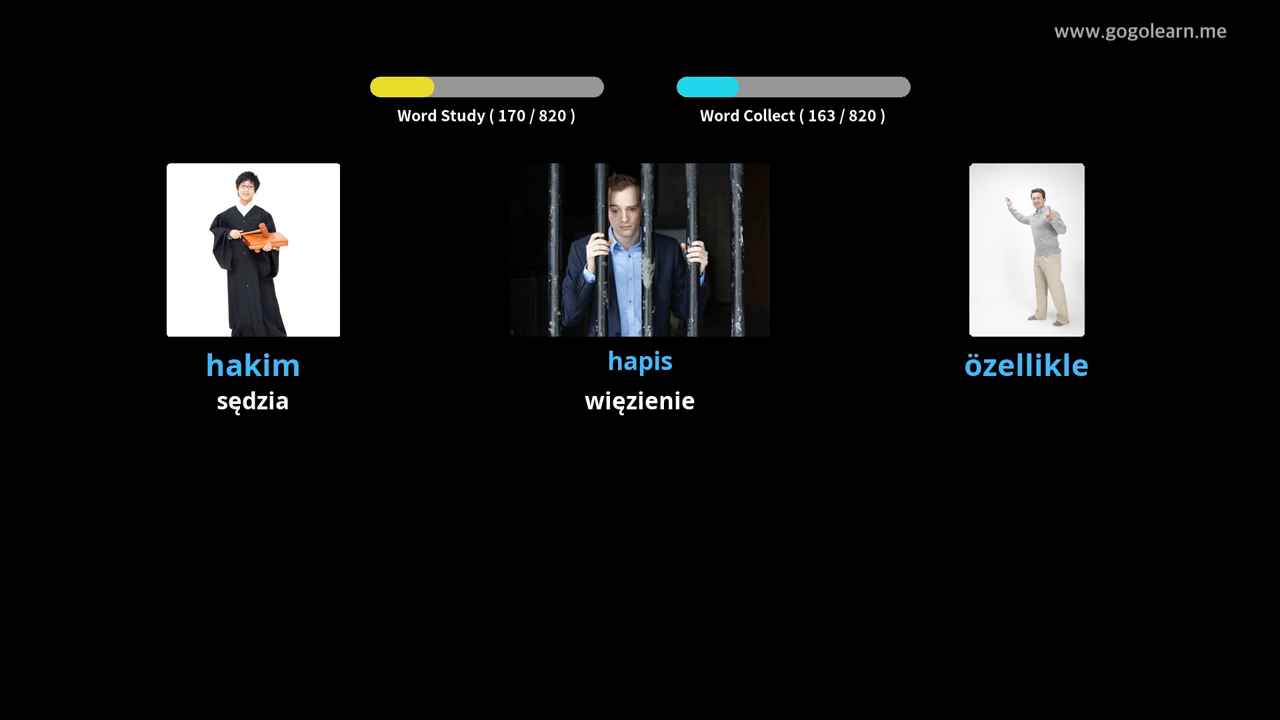 www.gogolearn.me
Word Study ( 170 / 820 )
Word Collect ( 163 / 820 )
hakim
hapis
özellikle
sędzia
więzienie